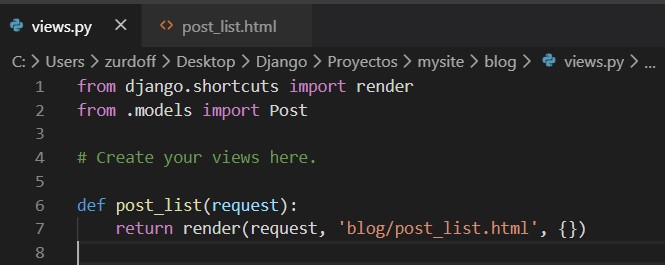 views.py × <> post_list.html
C: > Users > zurdoff > Desktop > Django > Proyectos > mysite > blog > views.py > ...
1 from django.shortcuts import render
2 from .models import Post
3
4 # Create your views here.
5
6 def post_list(request):
7     return render(request, 'blog/post_list.html', {})
8